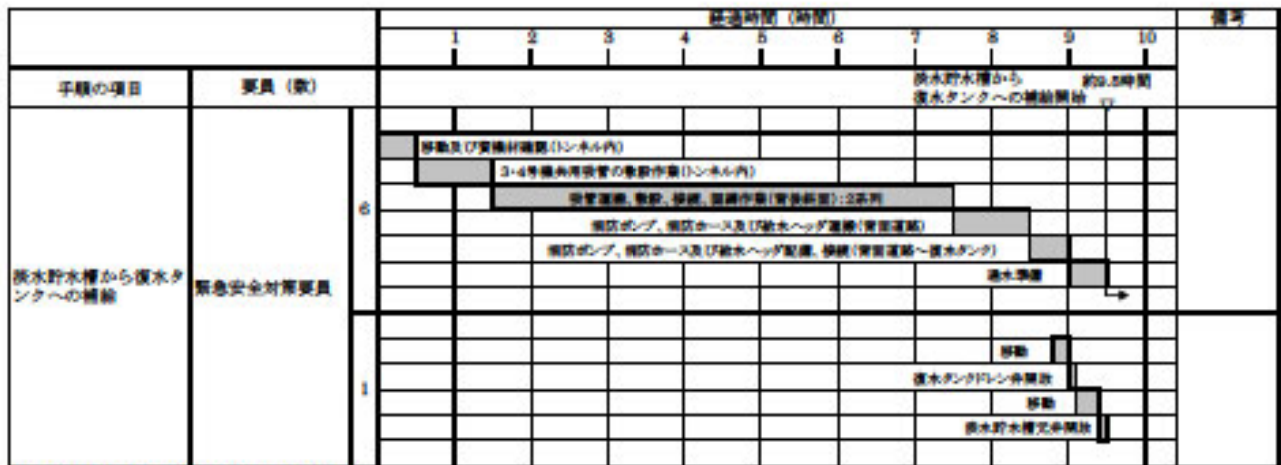 経過時間（時間）
備考
1 2 3 4 5 6 7 8 9 10
手順の項目
要員（数）
淡水貯水槽から
復水タンクへの補給開始
約9.5時間
移動及び資機材確認(トンネル内)
3・4号機共用吸管の敷設作業(トンネル内)
吸管運搬、敷設、接続、固縛作業(背後斜面):2系列
消防ポンプ、消防ホース及び給水ヘッダ運搬(背面道路)
消防ポンプ、消防ホース及び給水ヘッダ配置、接続(背面道路～復水タンク)
通水準備
6
淡水貯水槽から復水タ
ンクへの補給
緊急安全対策要員
移動
復水タンクドレン弁開放
1
移動
淡水貯水槽元弁開放